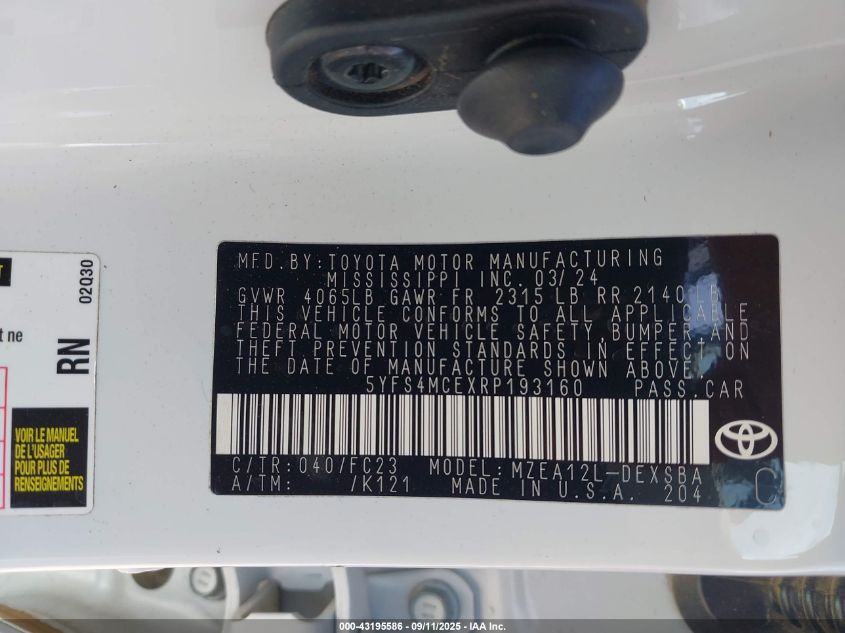 MFD.BY:TOYOTA MOTOR MANUFACTURING
MISSISSIPPI INC. 03/24
GVWR 4065LB GAWR FR 2315 LB RR 2140 LB
THIS VEHICLE CONFORMS TO ALL APPLICABLE
FEDERAL MOTOR VEHICLE SAFETY, BUMPER,AND
THEFT PREVENTION STANDARDS IN EFFECT ON
THE DATE OF MANUFACTURE SHOWN ABOVE.
5YFS4MCEXRP193160 PASS.CAR
C/TR:040/FC23 MODEL:MZEA12L-DEXSBA
A/TM: /K121 MADE IN U.S.A. 204
C
02Q30
RN
t ne
VOIR LE MANUEL
DE L'USAGER
POUR PLUS DE
RENSEIGNEMENTS
000-43195586 - 09/11/2025 - IAA Inc.